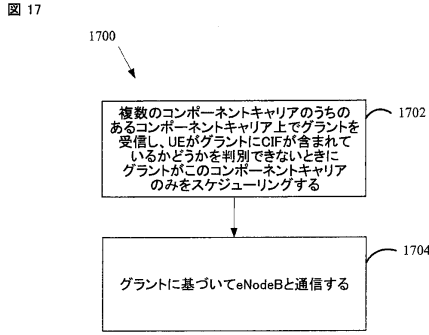 図 17
1700
複数のコンポーネントキャリアのうちの
あるコンポーネントキャリア上でグラントを
受信し、UEがグラントにCIFが含まれて
いるかどうかを判別できないときに
グラントがこのコンポーネントキャリア
のみをスケジューリングする
1702
グラントに基づいてeNodeBと通信する
1704